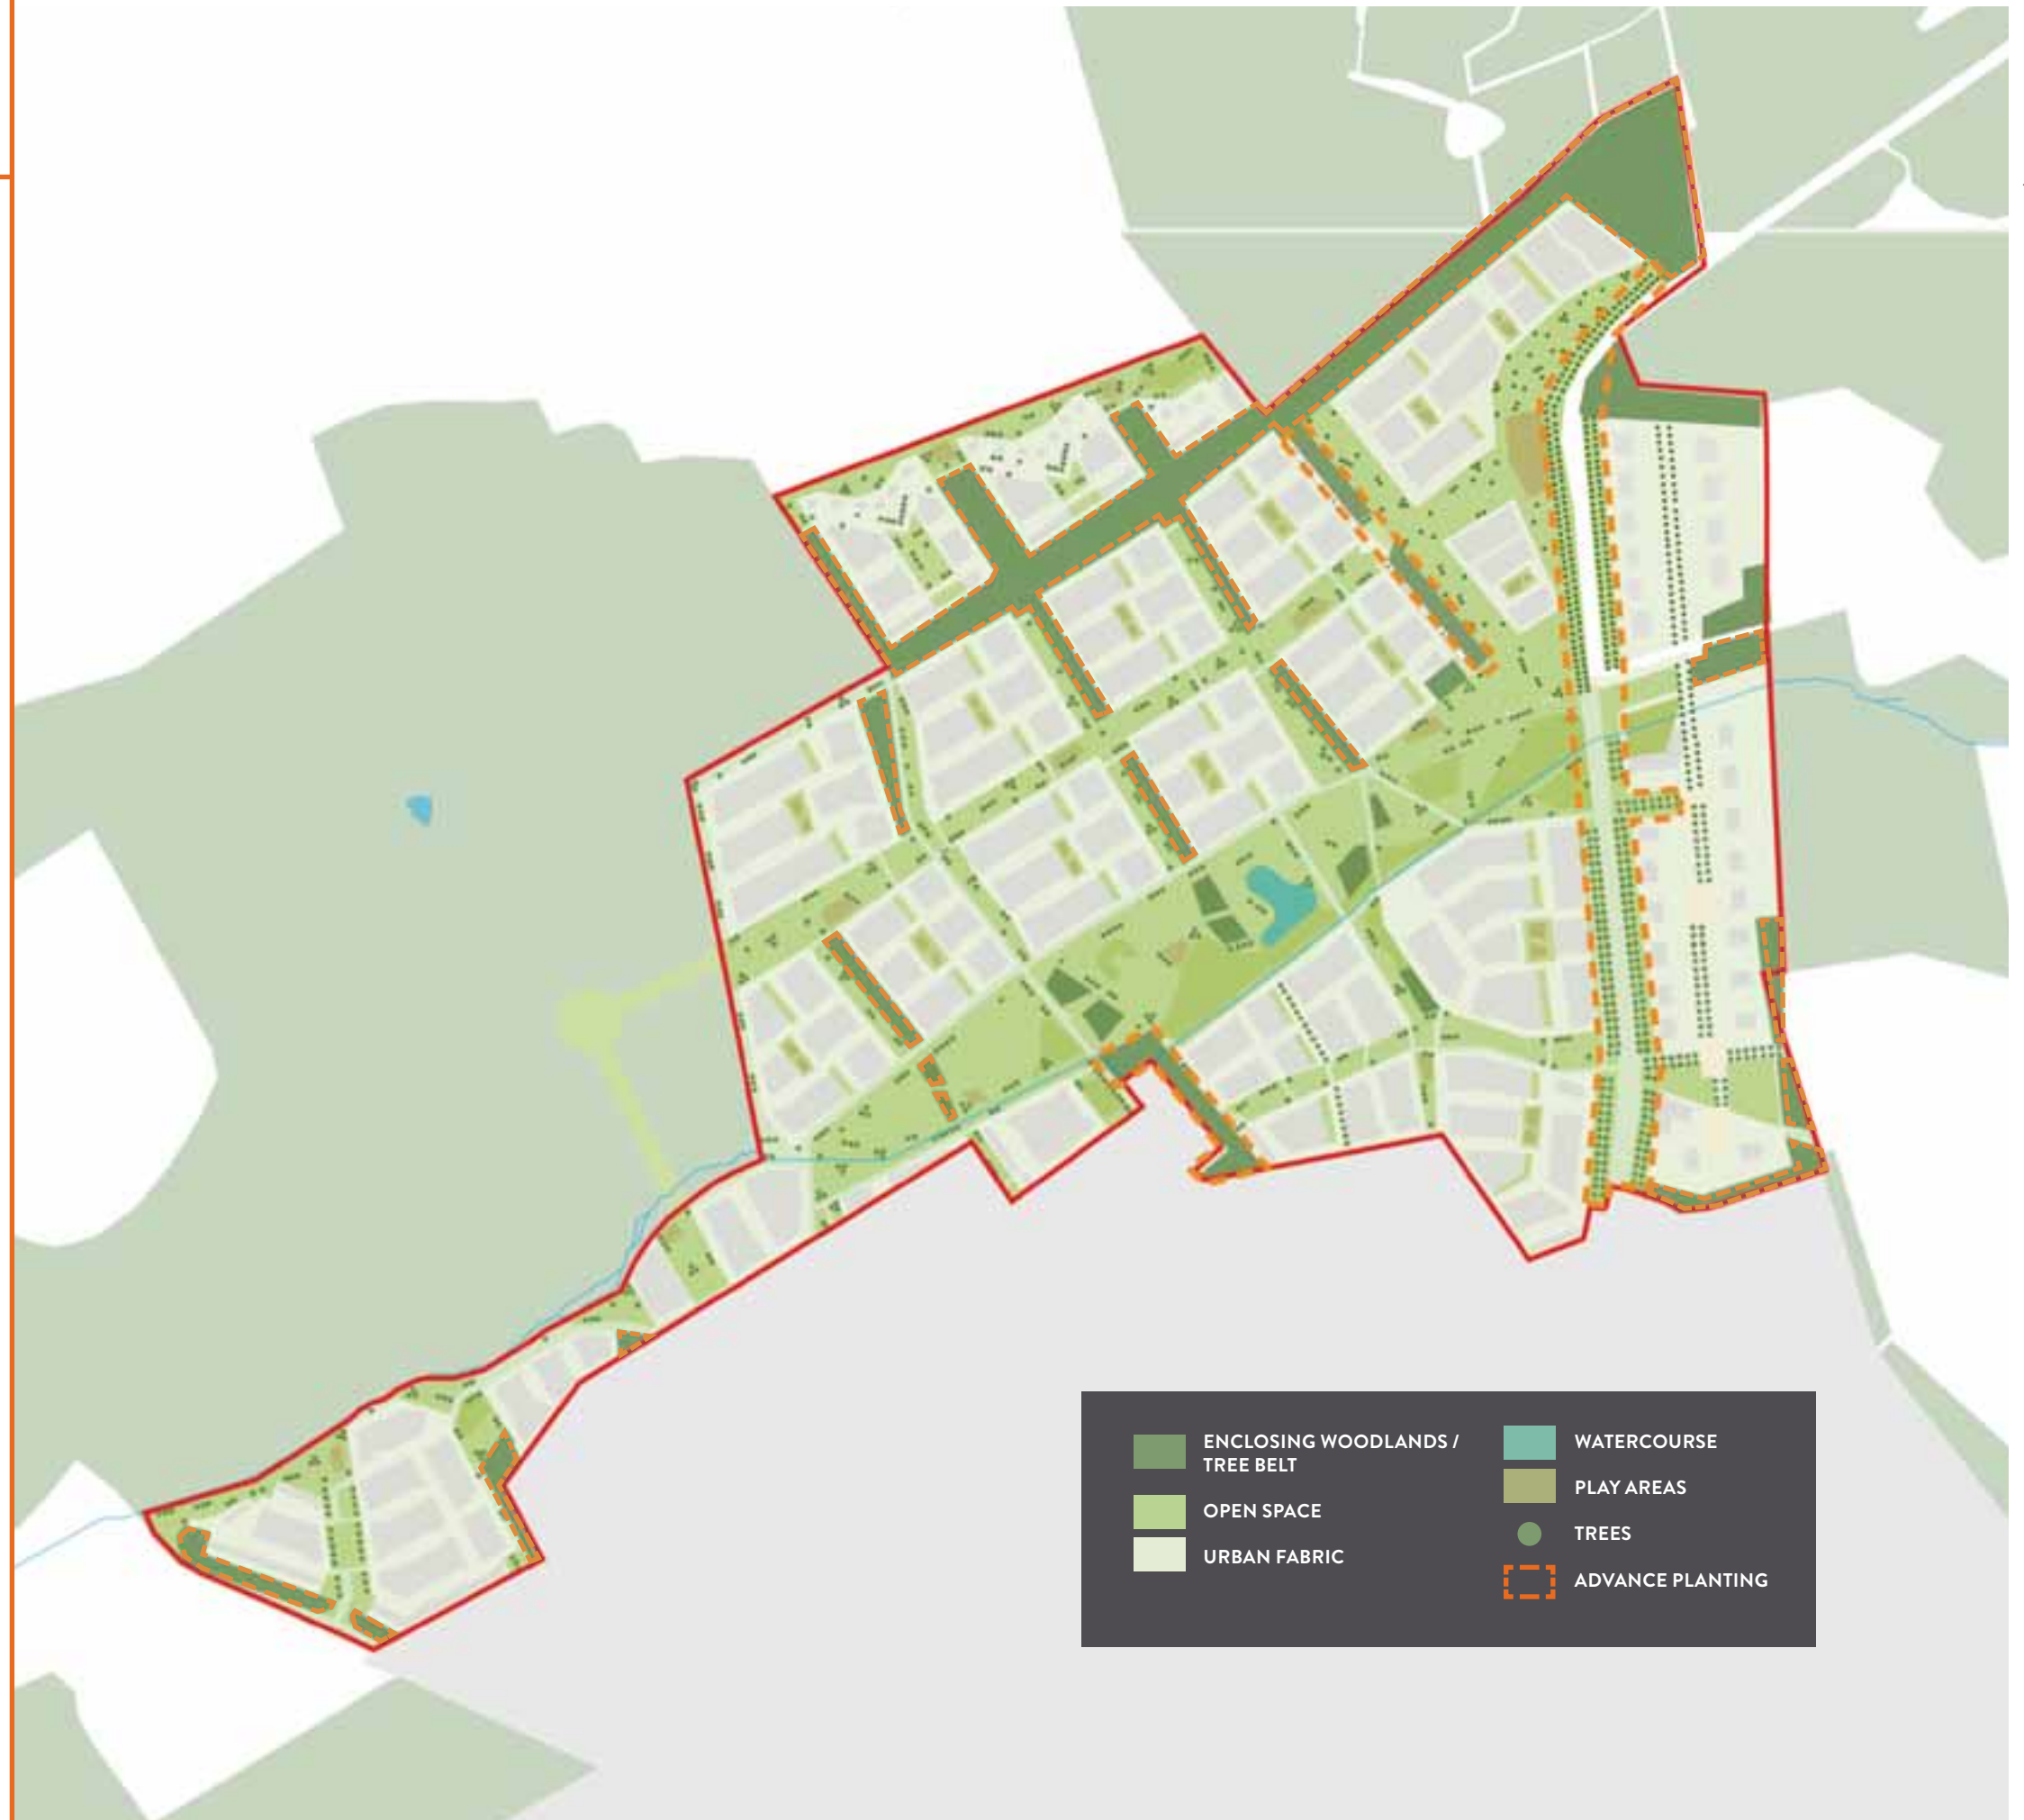 ENCLOSING WOODLANDS /
TREE BELT
OPEN SPACE
URBAN FABRIC
WATERCOURSE
PLAY AREAS
TREES
ADVANCE PLANTING